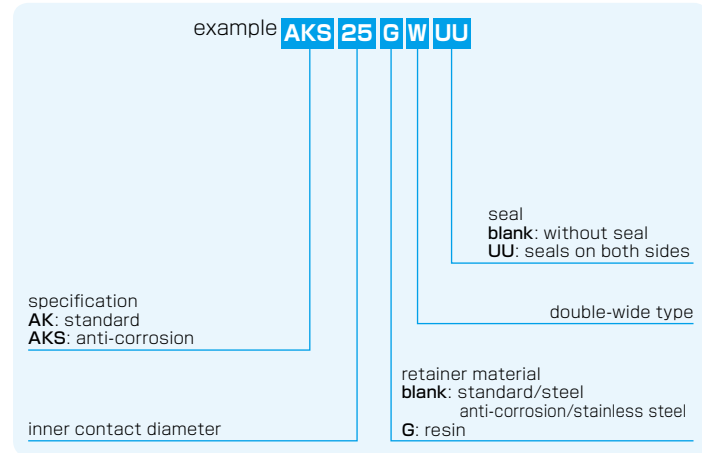 example AKS 25 G W UU
seal
blank: without seal
UU: seals on both sides
specification
AK: standard
AKS: anti-corrosion
double-wide type
retainer material
blank: standard/steel
anti-corrosion/stainless steel
G: resin
inner contact diameter